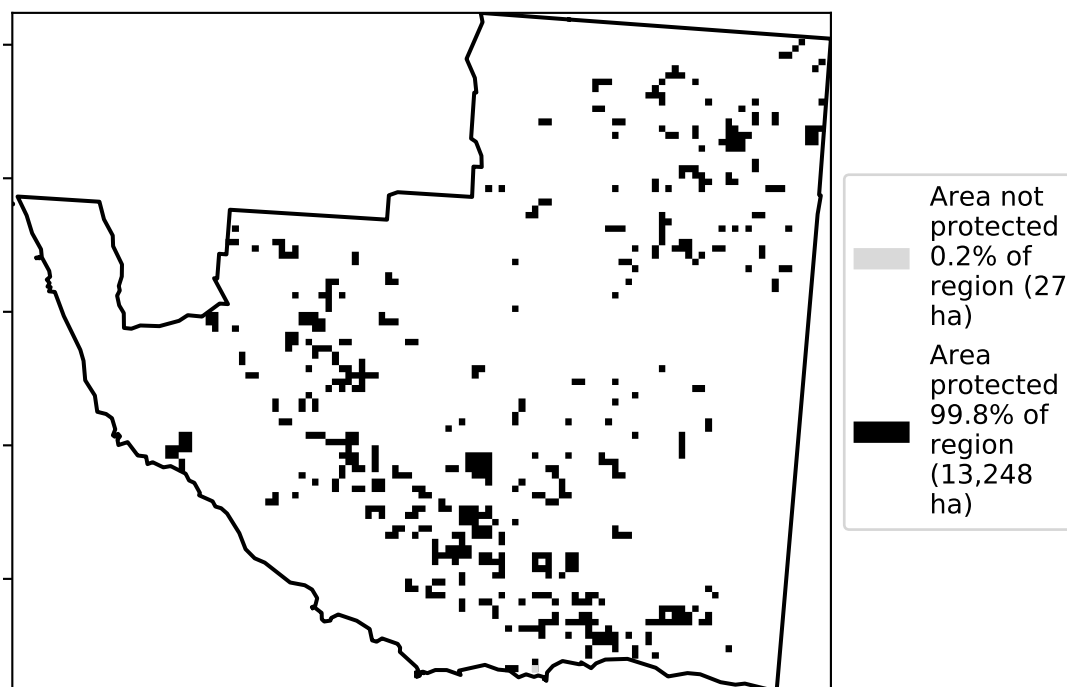 Area not
protected
0.2% of
region (27
ha)
Area
protected
99.8% of
region
(13,248
ha)